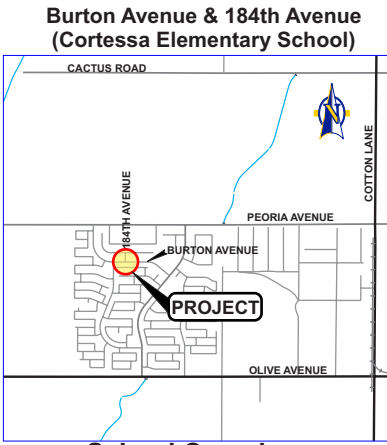 Burton Avenue & 184th Avenue
(Cortessa Elementary School)
CACTUS ROAD
N
COTTON LANE
184TH AVENUE
PEORIA AVENUE
BURTON AVENUE
PROJECT
OLIVE AVENUE